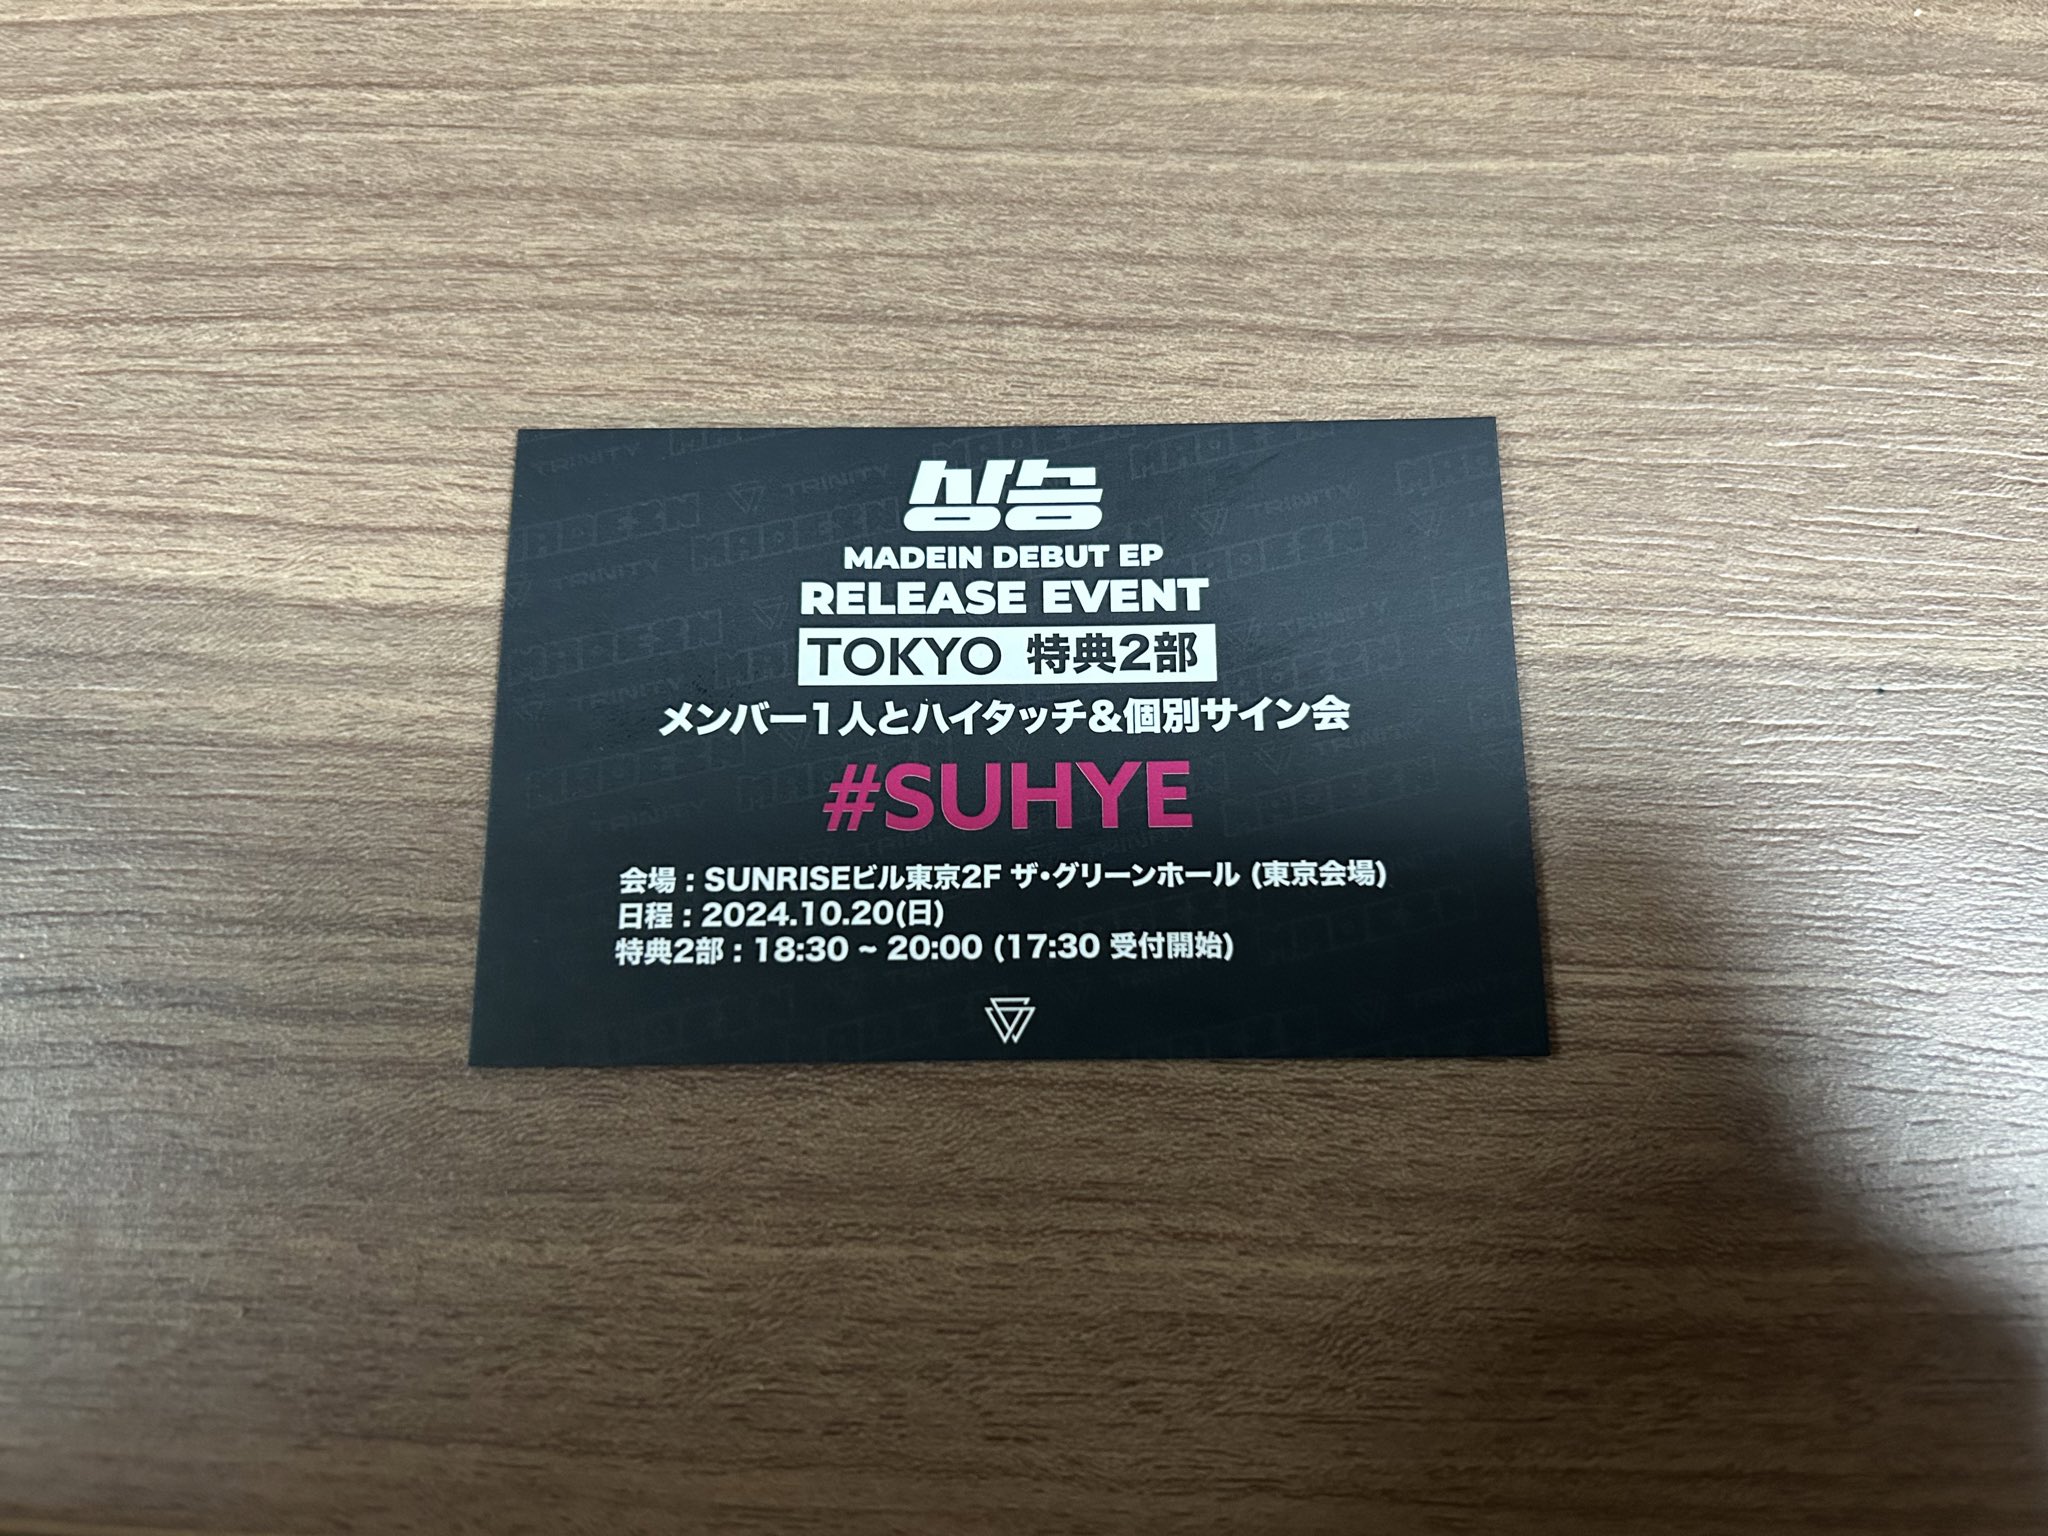 상승
MADEIN DEBUT EP
RELEASE EVENT
TOKYO 特典2部
メンバー1人とハイタッチ&個別サイン会
#SUHYE
会場 : SUNRISEビル東京2F ザ・グリーンホール (東京会場)
日程 : 2024.10.20(日)
特典2部 : 18:30 ~ 20:00 (17:30 受付開始)